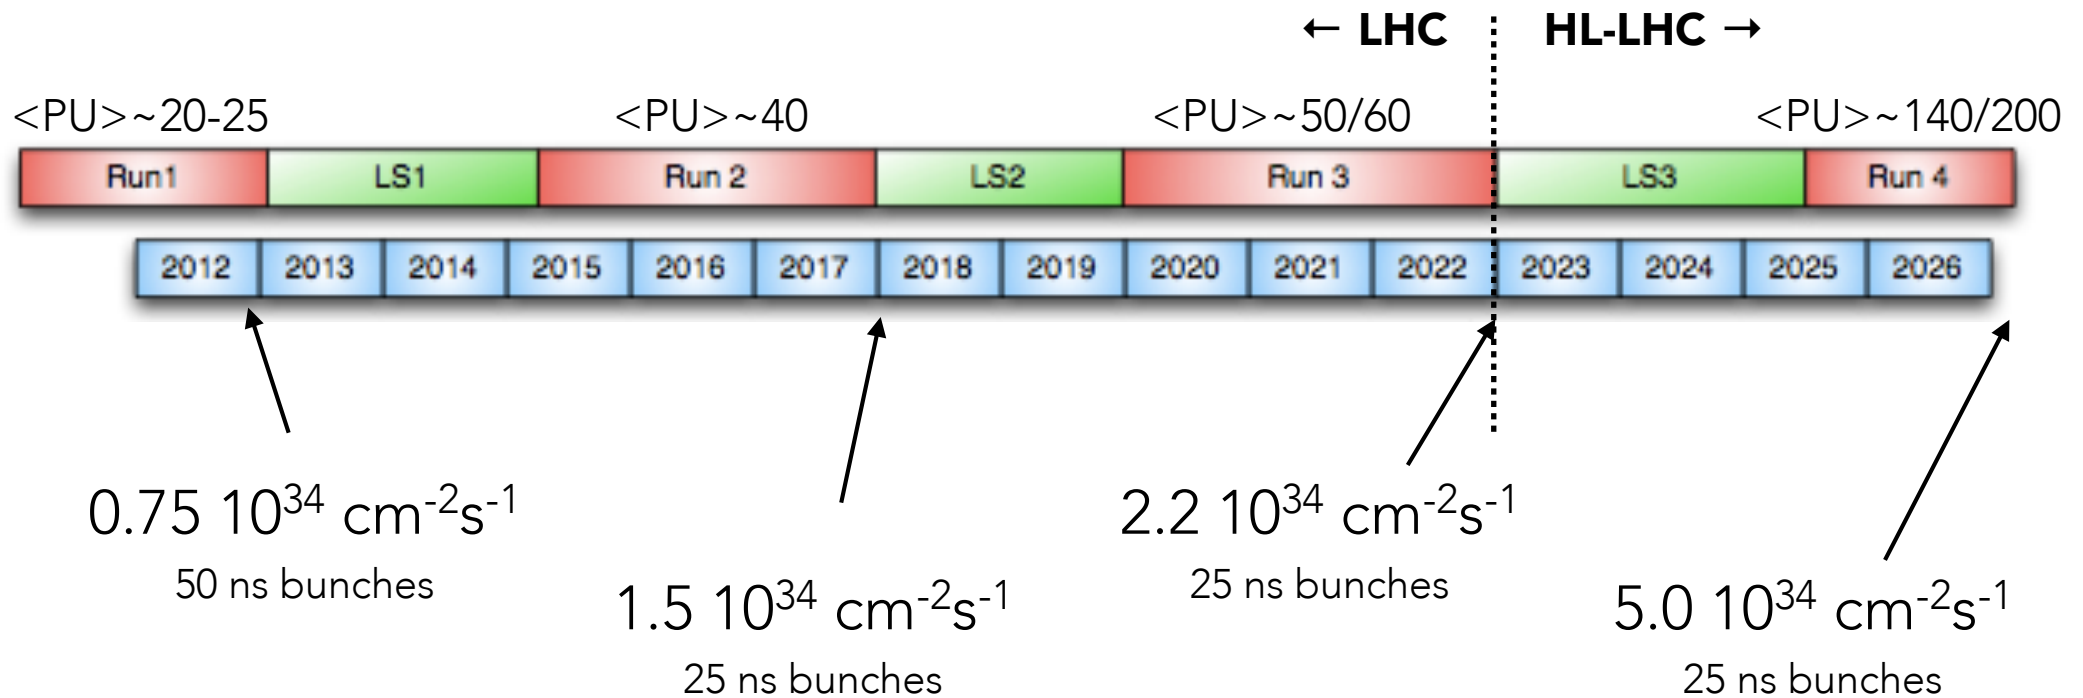 ← LHC HL-LHC →
<PU>~20-25 <PU>~40 <PU>~50/60 <PU>~140/200
Run1 LS1 Run 2 LS2 Run 3 LS3 Run 4
2012 2013 2014 2015 2016 2017 2018 2019 2020 2021 2022 2023 2024 2025 2026
0.75 10³⁴ cm⁻²s⁻¹
50 ns bunches
1.5 10³⁴ cm⁻²s⁻¹
25 ns bunches
2.2 10³⁴ cm⁻²s⁻¹
25 ns bunches
5.0 10³⁴ cm⁻²s⁻¹
25 ns bunches